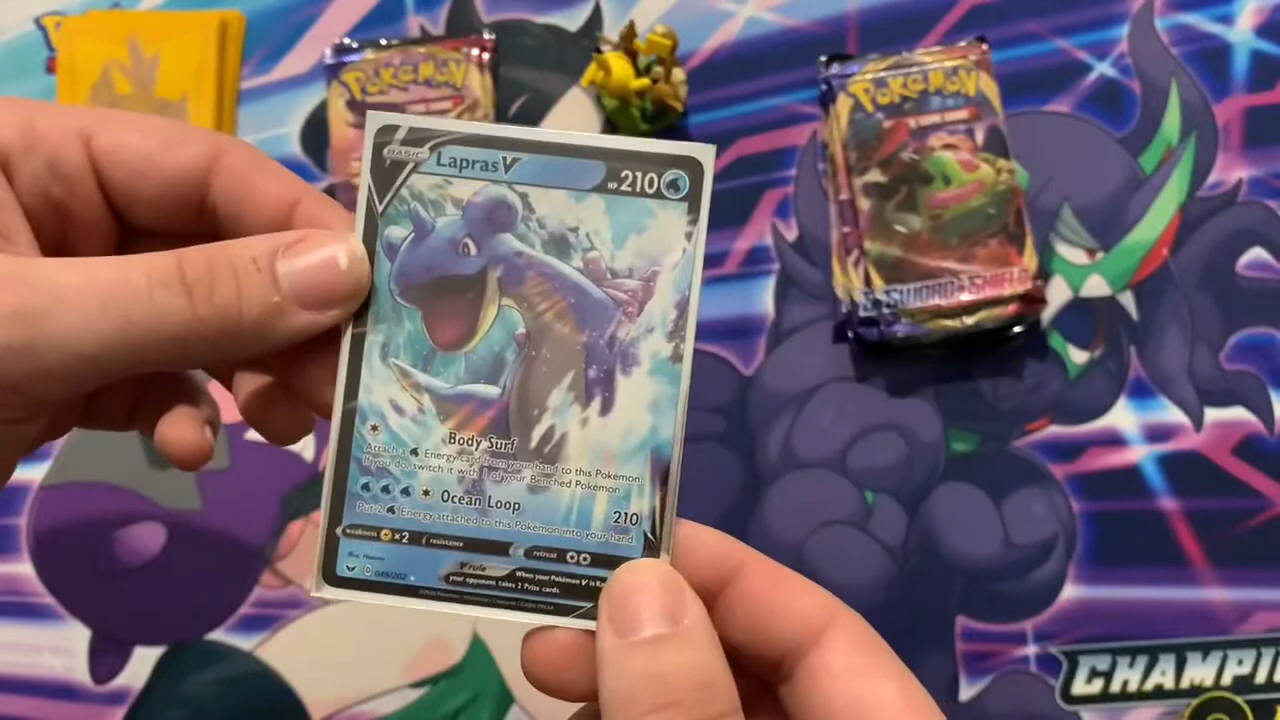 POKÉMON
POKÉMON
SWORD & SHIELD
BASIC
Lapras V
HP 210
Body Surf
Attach a Energy card from your hand to this Pokémon.
If you do, switch it with 1 of your Benched Pokémon.
Ocean Loop
210
Put 2 Energy attached to this Pokémon into your hand.
weakness ×2 resistance retreat
V rule
When your Pokémon V is
your opponent takes 2 Prize cards.
Illus.
D 049/202
CHAMPI